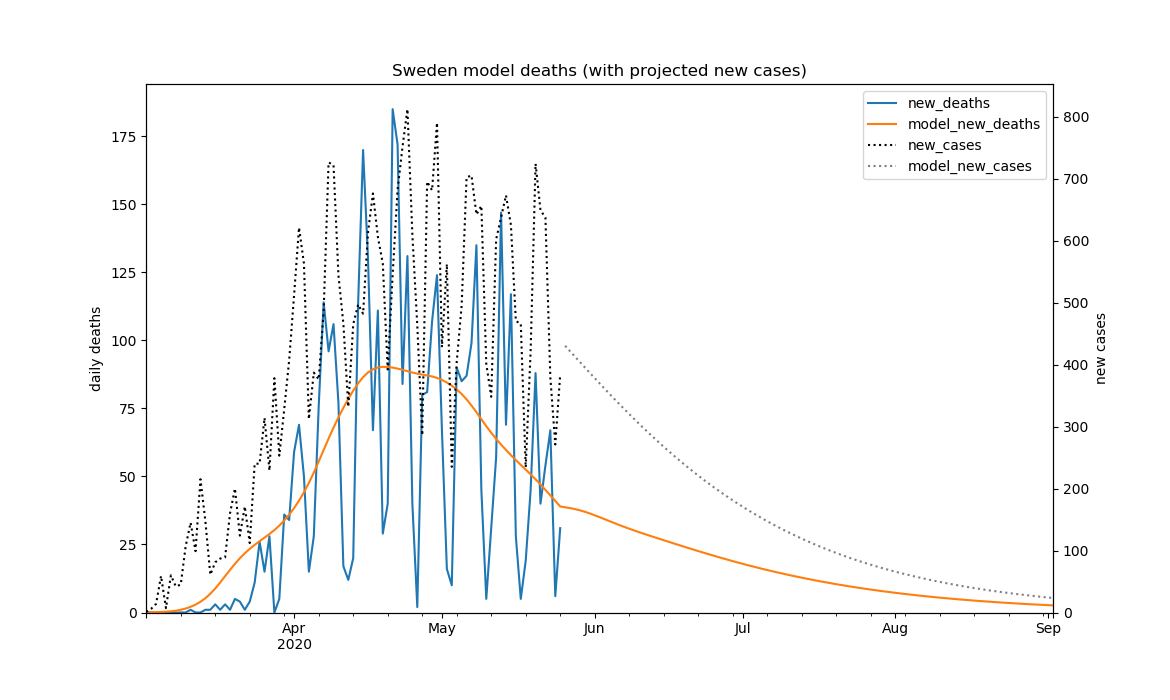 Sweden model deaths (with projected new cases)
new_deaths
model_new_deaths
new_cases
model_new_cases
175
150
125
100
75
50
25
0
daily deaths
800
700
600
500
400
300
200
100
0
new cases
Apr
2020
May
Jun
Jul
Aug
Sep